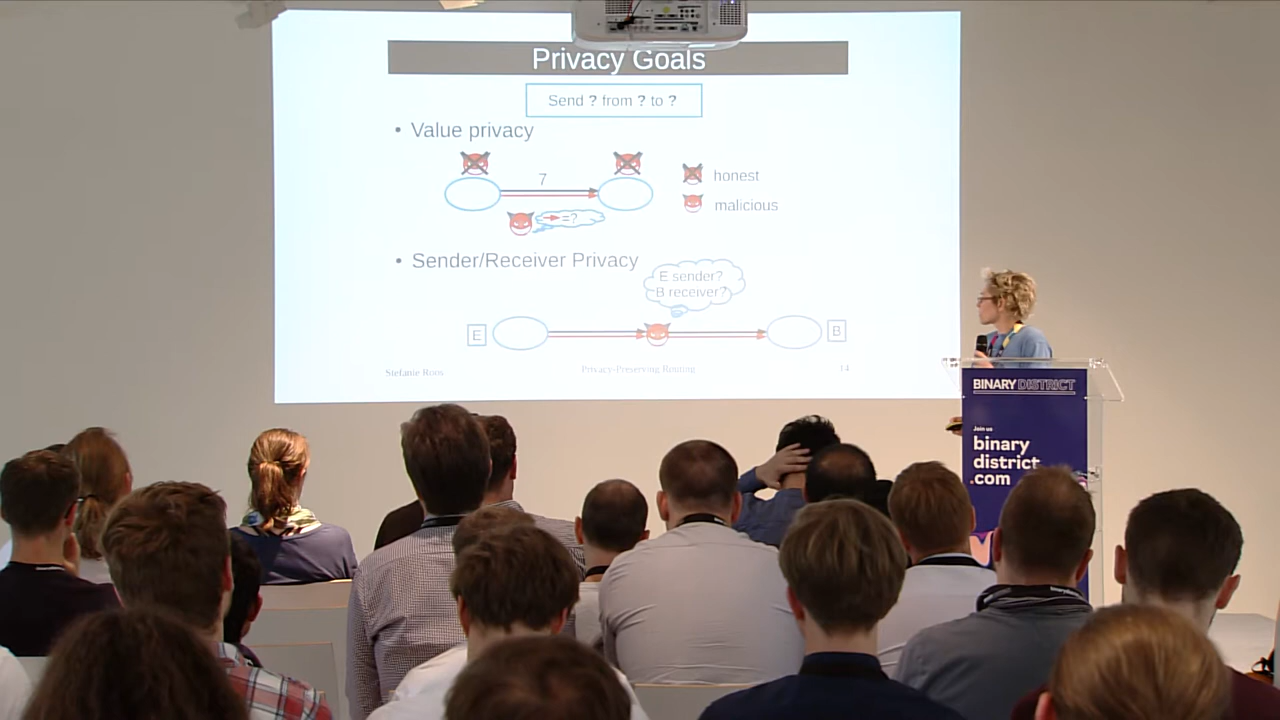 Privacy Goals
Send ? from ? to ?
• Value privacy
7
honest
malicious
=?
• Sender/Receiver Privacy
E sender?
B receiver?
E
B
Stefanie Roos
Privacy-Preserving Routing
14
BINARY DISTRICT
Join us
binary
district
.com